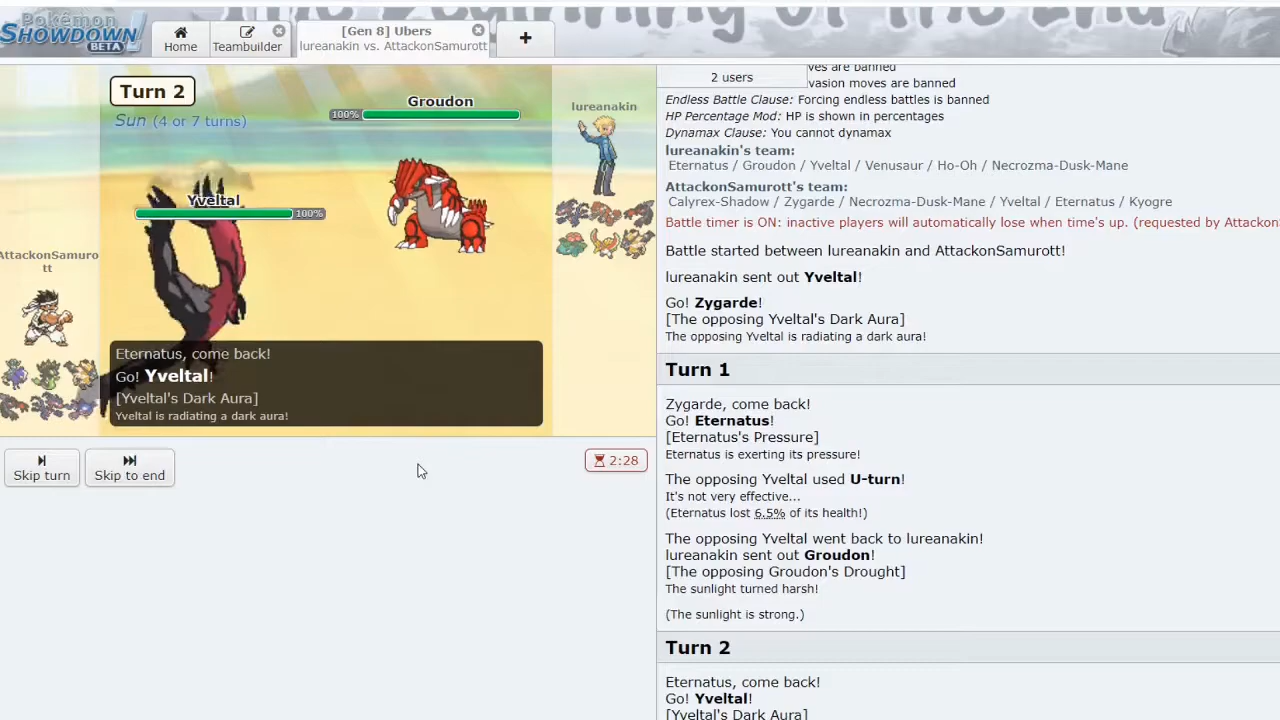 The Beginning of the End
Pokémon
SHOWDOWN
BETA
Home
Teambuilder
[Gen 8] Ubers
lureanakin vs. AttackonSamurott
+
Turn 2
Sun (4 or 7 turns)
Groudon
100%
Yveltal
100%
lureanakin
AttackonSamuro
tt
Eternatus, come back!
Go! Yveltal!
[Yveltal's Dark Aura]
Yveltal is radiating a dark aura!
Skip turn
Skip to end
2:28
2 users
ves are banned
vasion moves are banned
Endless Battle Clause: Forcing endless battles is banned
HP Percentage Mod: HP is shown in percentages
Dynamax Clause: You cannot dynamax
lureanakin's team:
Eternatus / Groudon / Yveltal / Venusaur / Ho-Oh / Necrozma-Dusk-Mane
AttackonSamurott's team:
Calyrex-Shadow / Zygarde / Necrozma-Dusk-Mane / Yveltal / Eternatus / Kyogre
Battle timer is ON: inactive players will automatically lose when time's up. (requested by Attackon
Battle started between lureanakin and AttackonSamurott!
lureanakin sent out Yveltal!
Go! Zygarde!
[The opposing Yveltal's Dark Aura]
The opposing Yveltal is radiating a dark aura!
Turn 1
Zygarde, come back!
Go! Eternatus!
[Eternatus's Pressure]
Eternatus is exerting its pressure!
The opposing Yveltal used U-turn!
It's not very effective...
(Eternatus lost 6.5% of its health!)
The opposing Yveltal went back to lureanakin!
lureanakin sent out Groudon!
[The opposing Groudon's Drought]
The sunlight turned harsh!
(The sunlight is strong.)
Turn 2
Eternatus, come back!
Go! Yveltal!
[Yveltal's Dark Aura]